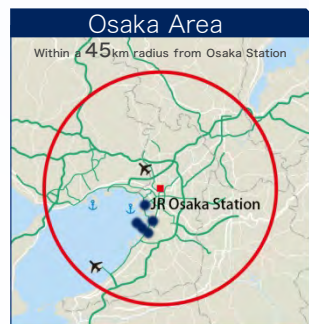 Osaka Area
Within a 45km radius from Osaka Station
JR Osaka Station